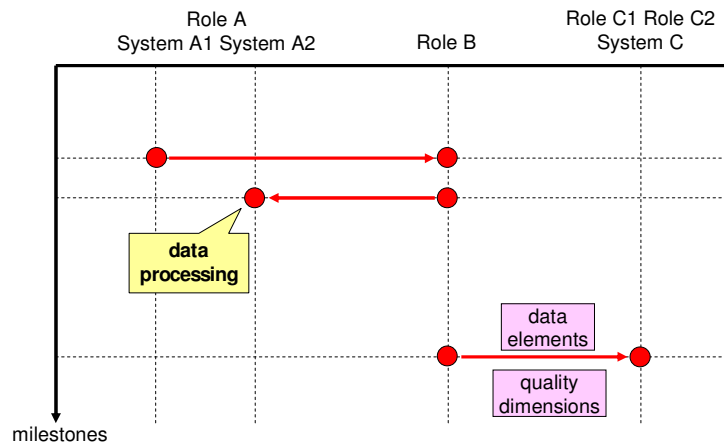 Role A
System A1 System A2
Role B
Role C1 Role C2
System C
data
processing
data
elements
quality
dimensions
milestones